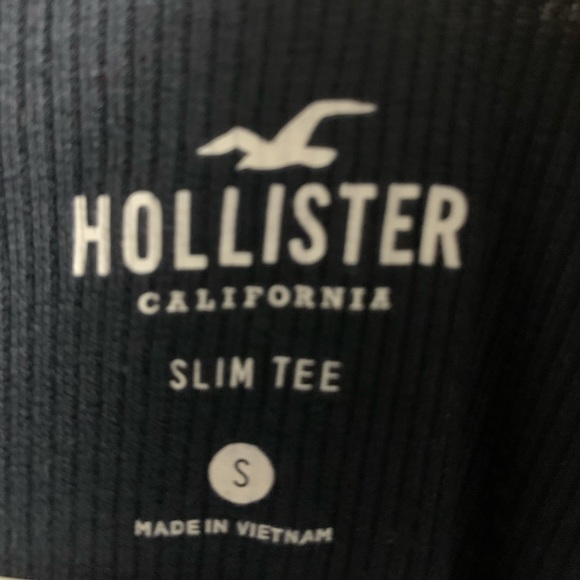 HOLLISTER
CALIFORNIA
SLIM TEE
S
MADE IN VIETNAM